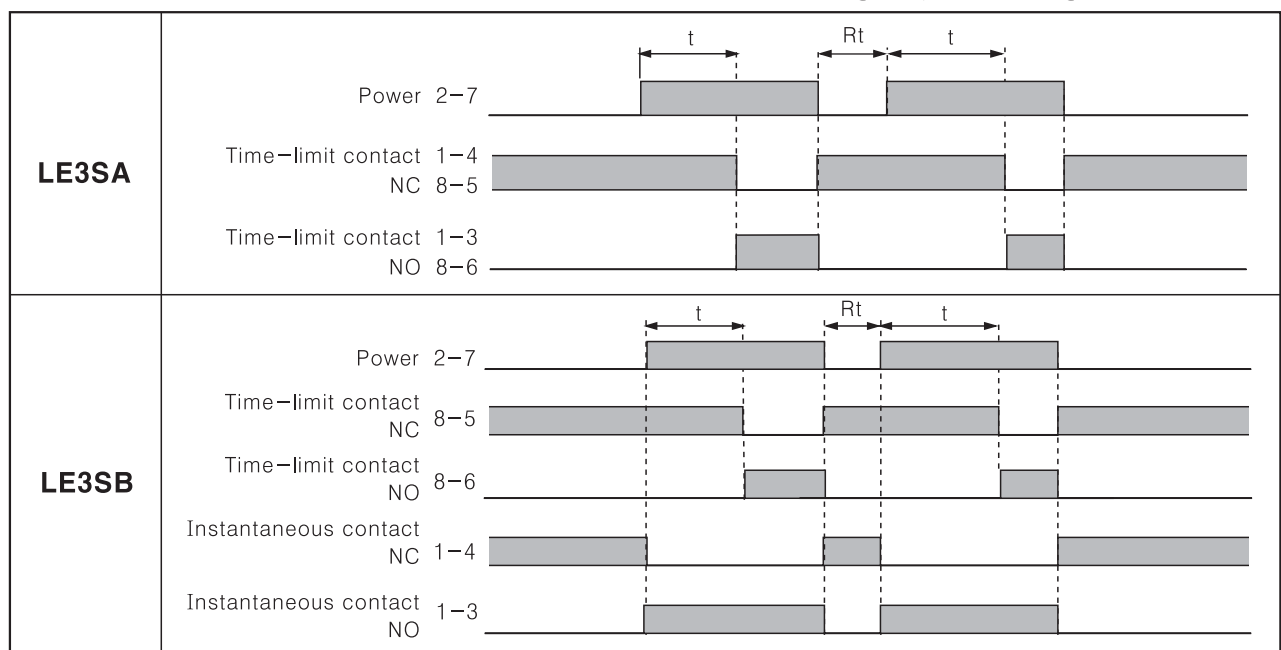 LE3SA
t Rt t
Power 2-7
Time-limit contact 1-4
NC 8-5
Time-limit contact 1-3
NO 8-6
LE3SB
t Rt t
Power 2-7
Time-limit contact
NC 8-5
Time-limit contact
NO 8-6
Instantaneous contact
NC 1-4
Instantaneous contact
NO 1-3